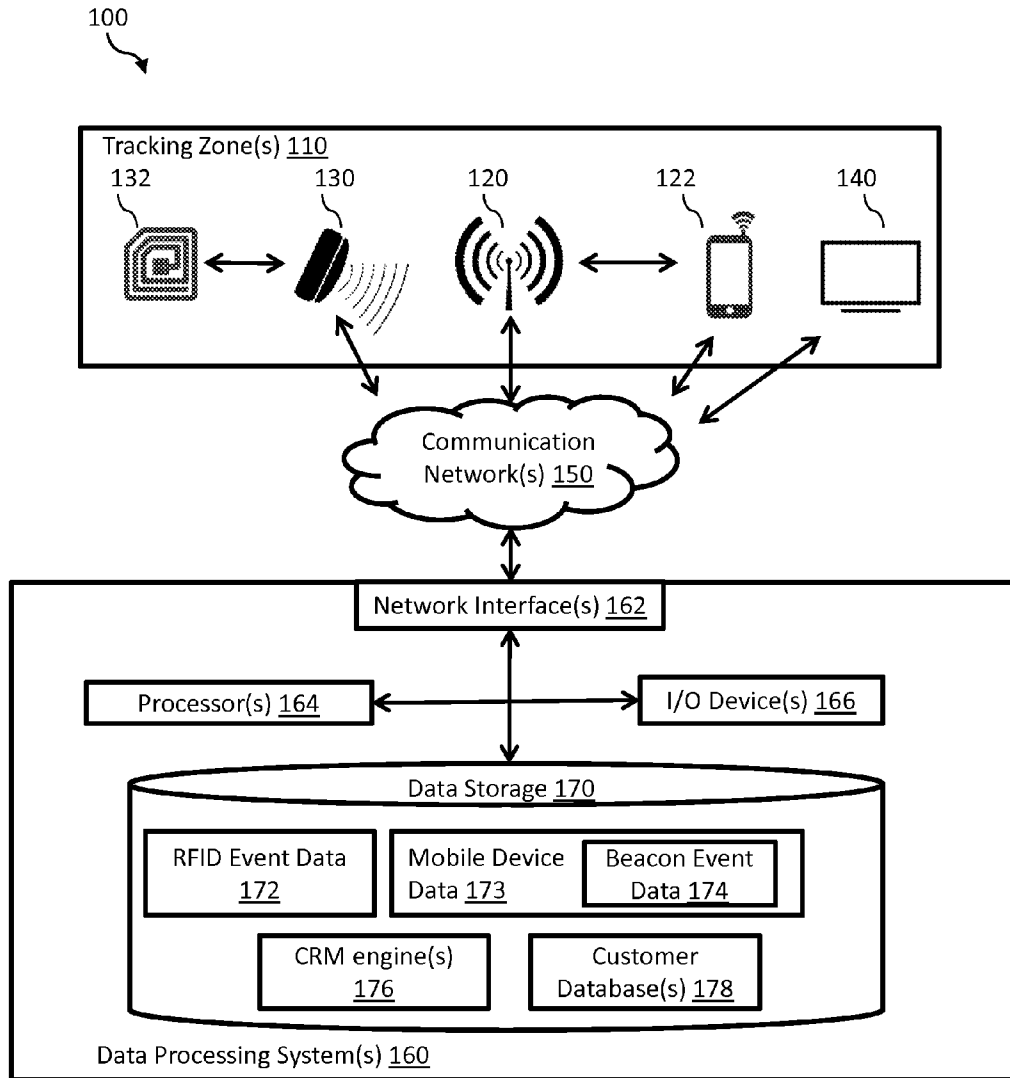 100
Tracking Zone(s) 110
132
130
120
122
140
Communication
Network(s) 150
Network Interface(s) 162
Processor(s) 164
I/O Device(s) 166
Data Storage 170
RFID Event Data
172
Mobile Device
Data 173
Beacon Event
Data 174
CRM engine(s)
176
Customer
Database(s) 178
Data Processing System(s) 160